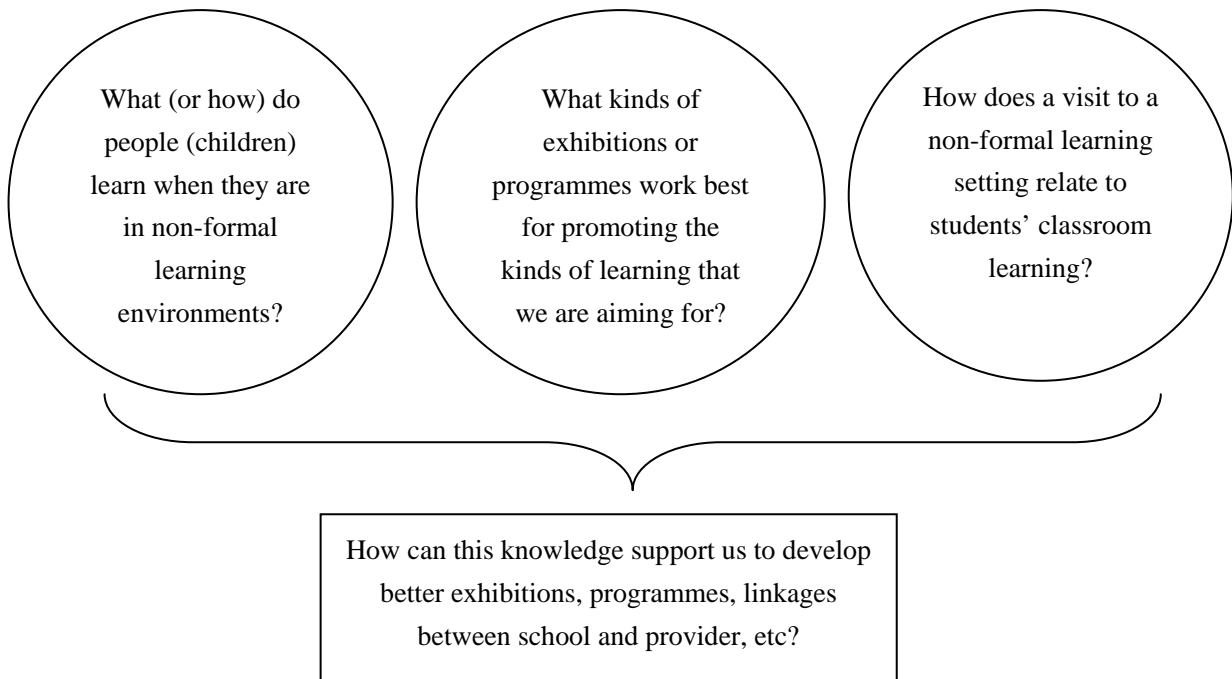 What (or how) do
people (children)
learn when they are
in non-formal
learning
environments?
What kinds of
exhibitions or
programmes work best
for promoting the
kinds of learning that
we are aiming for?
How does a visit to a
non-formal learning
setting relate to
students’ classroom
learning?
How can this knowledge support us to develop
better exhibitions, programmes, linkages
between school and provider, etc?